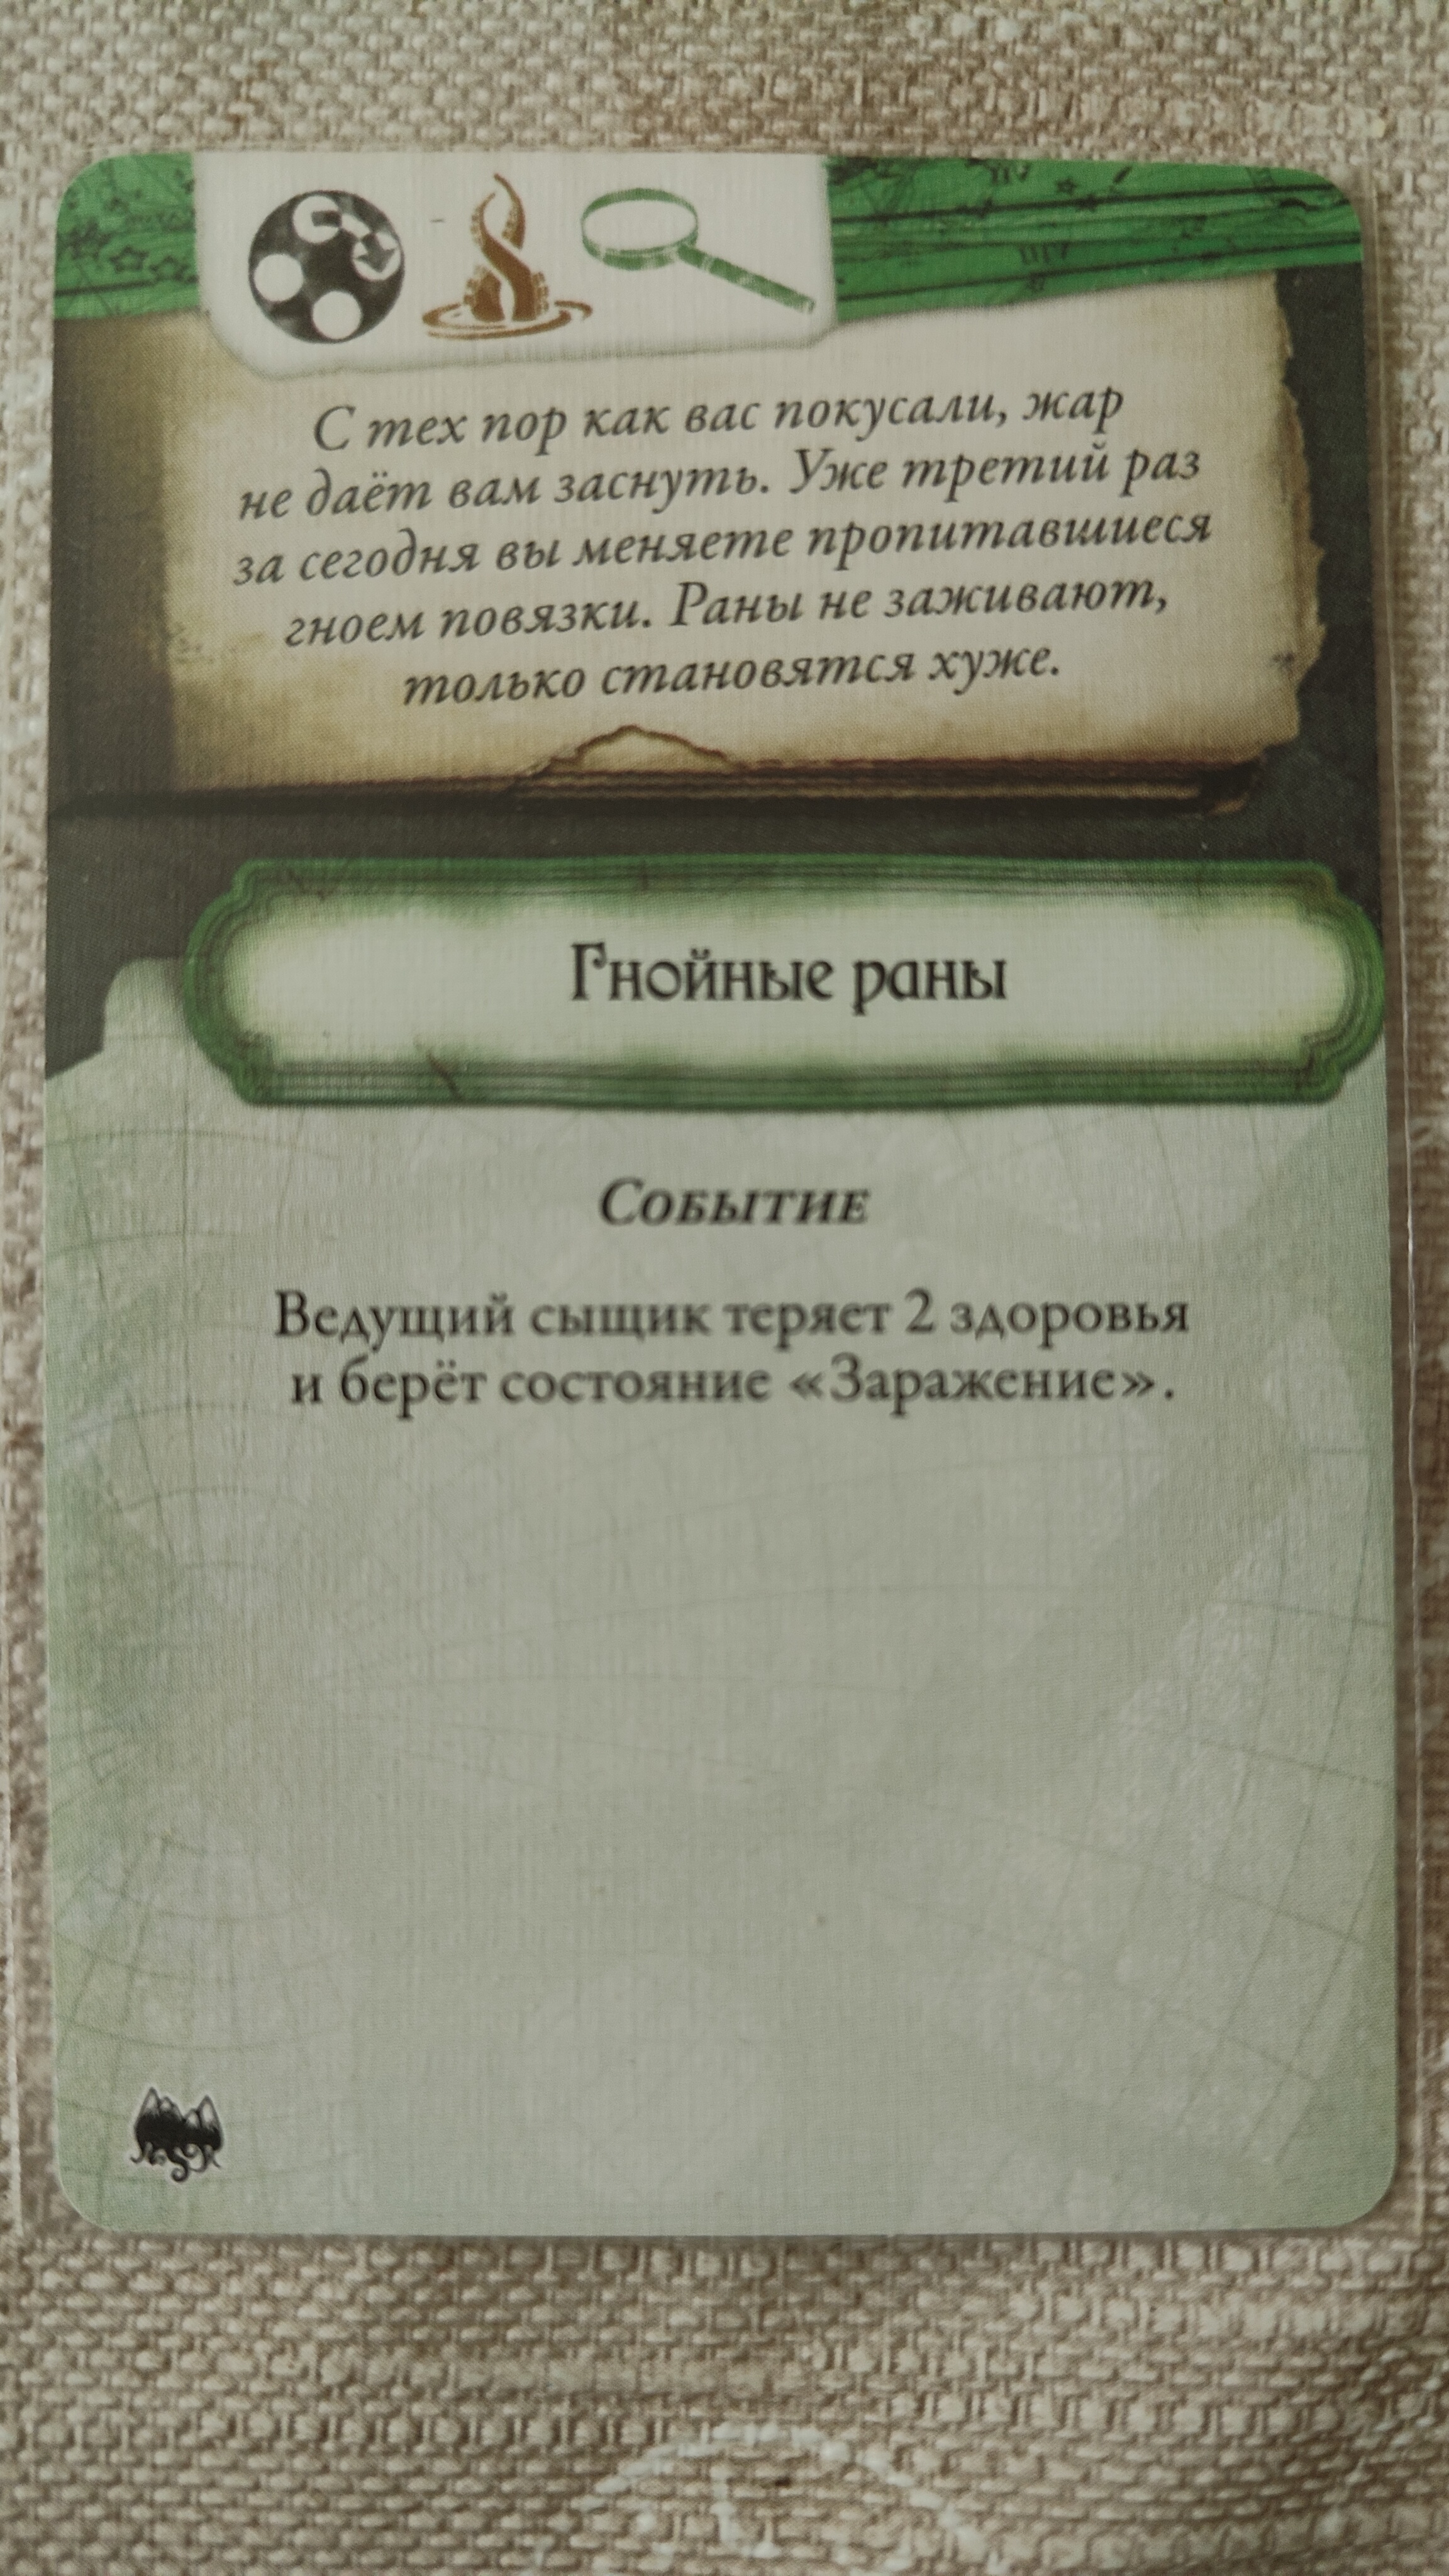 С тех пор как вас покусали, жар
не даёт вам заснуть. Уже третий раз
за сегодня вы меняете пропитавшиеся
гноем повязки. Раны не заживают,
только становятся хуже.
Гнойные раны
Событие
Ведущий сыщик теряет 2 здоровья
и берёт состояние «Заражение».